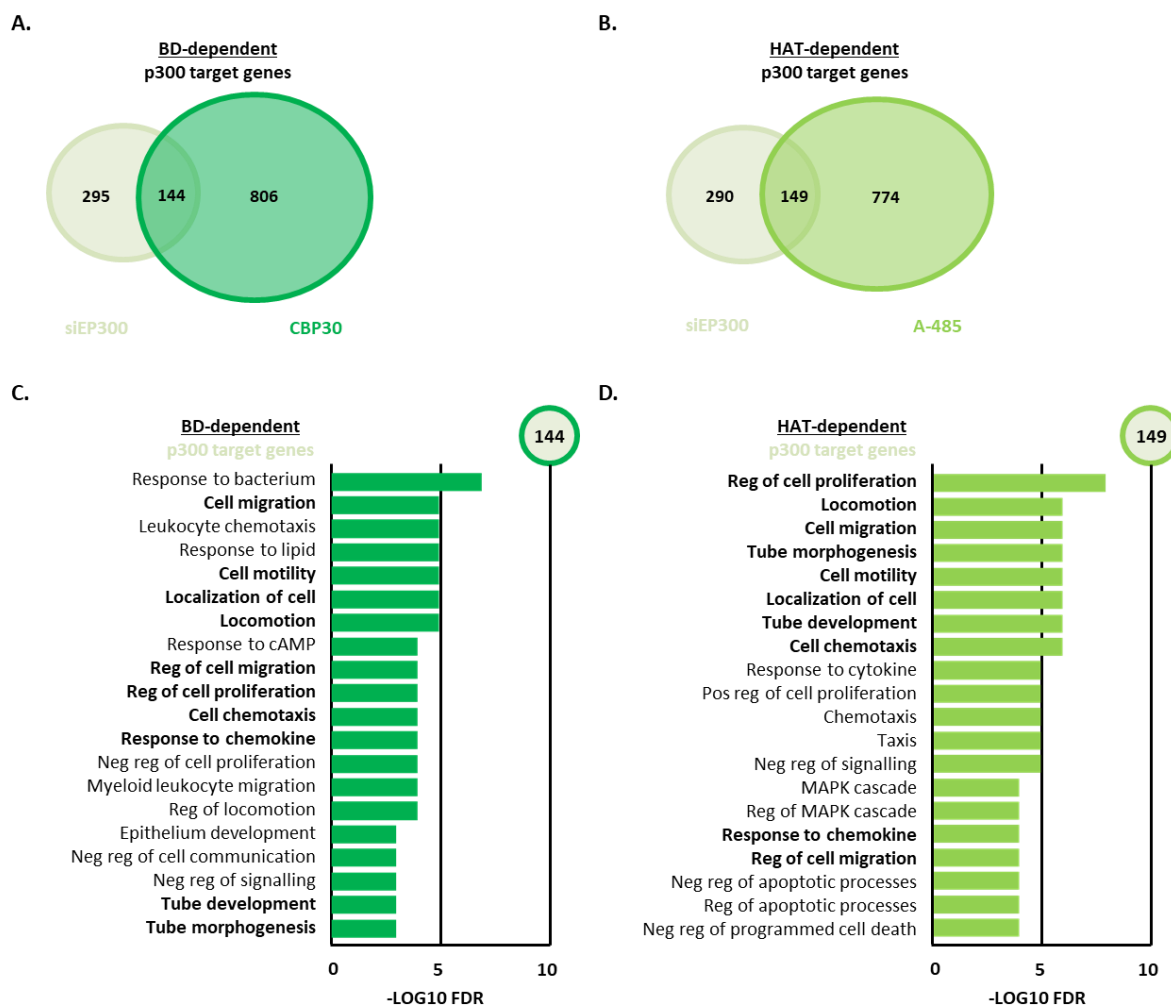 A.
BD-dependent
p300 target genes
295
144
806
siEP300
CBP30
B.
HAT-dependent
p300 target genes
290
149
774
siEP300
A-485
C.
BD-dependent
p300 target genes
144
Response to bacterium
Cell migration
Leukocyte chemotaxis
Response to lipid
Cell motility
Localization of cell
Locomotion
Response to cAMP
Reg of cell migration
Reg of cell proliferation
Cell chemotaxis
Response to chemokine
Neg reg of cell proliferation
Myeloid leukocyte migration
Reg of locomotion
Epithelium development
Neg reg of cell communication
Neg reg of signalling
Tube development
Tube morphogenesis
0 5 10
-LOG10 FDR
D.
HAT-dependent
p300 target genes
149
Reg of cell proliferation
Locomotion
Cell migration
Tube morphogenesis
Cell motility
Localization of cell
Tube development
Cell chemotaxis
Response to cytokine
Pos reg of cell proliferation
Chemotaxis
Taxis
Neg reg of signalling
MAPK cascade
Reg of MAPK cascade
Response to chemokine
Reg of cell migration
Neg reg of apoptotic processes
Reg of apoptotic processes
Neg reg of programmed cell death
0 5 10
-LOG10 FDR